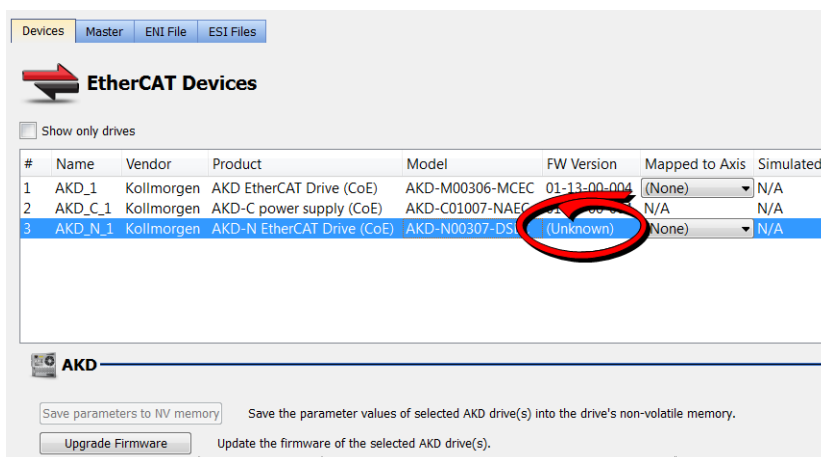 Devices Master ENI File ESI Files
EtherCAT Devices
Show only drives
# Name Vendor Product Model FW Version Mapped to Axis Simulated
1 AKD_1 Kollmorgen AKD EtherCAT Drive (CoE) AKD-M00306-MCEC 01-13-00-004 (None) N/A
2 AKD_C_1 Kollmorgen AKD-C power supply (CoE) AKD-C01007-NAEC N/A N/A
3 AKD_N_1 Kollmorgen AKD-N EtherCAT Drive (CoE) (Unknown) (None) N/A
AKD
Save parameters to NV memory Save the parameter values of selected AKD drive(s) into the drive's non-volatile memory.
Upgrade Firmware Update the firmware of the selected AKD drive(s).